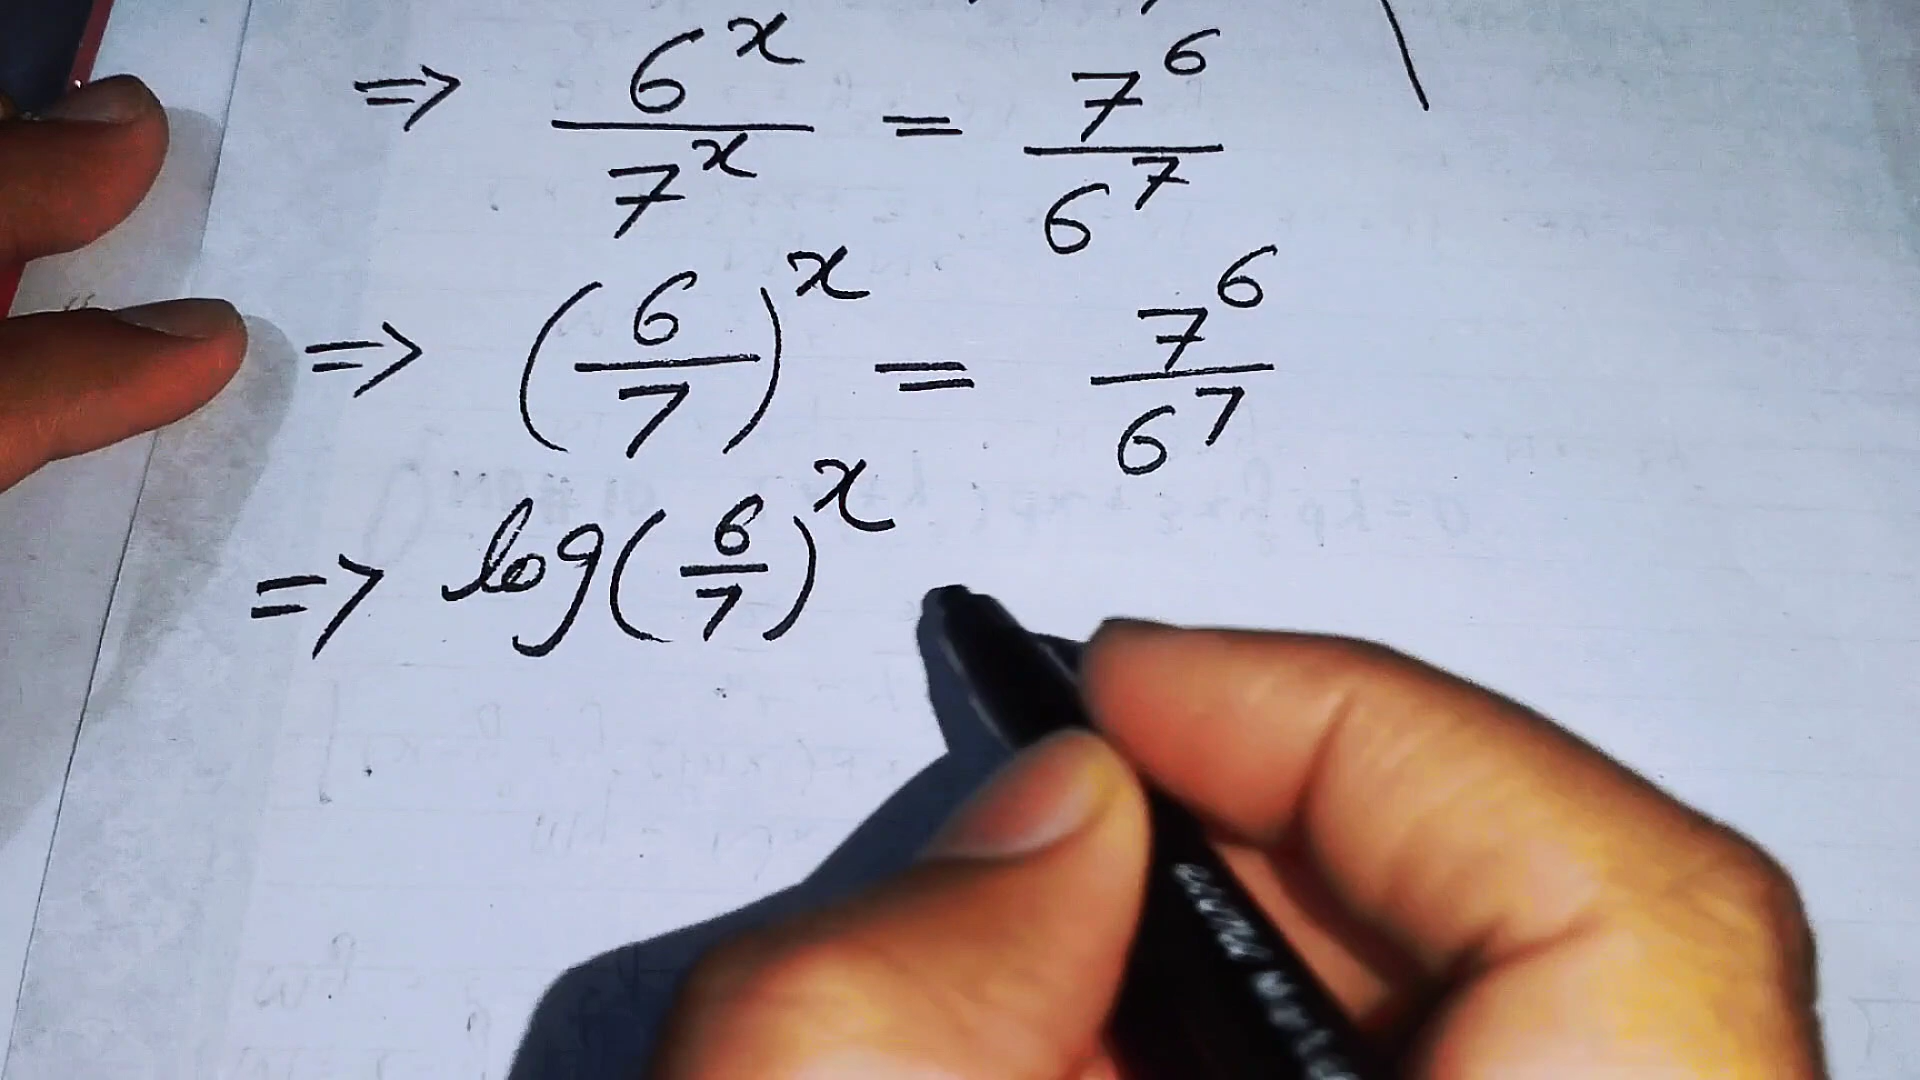 => 6^x / 7^x = 7^6 / 6^7
=> (6/7)^x = 7^6 / 6^7
=> log(6/7)^x